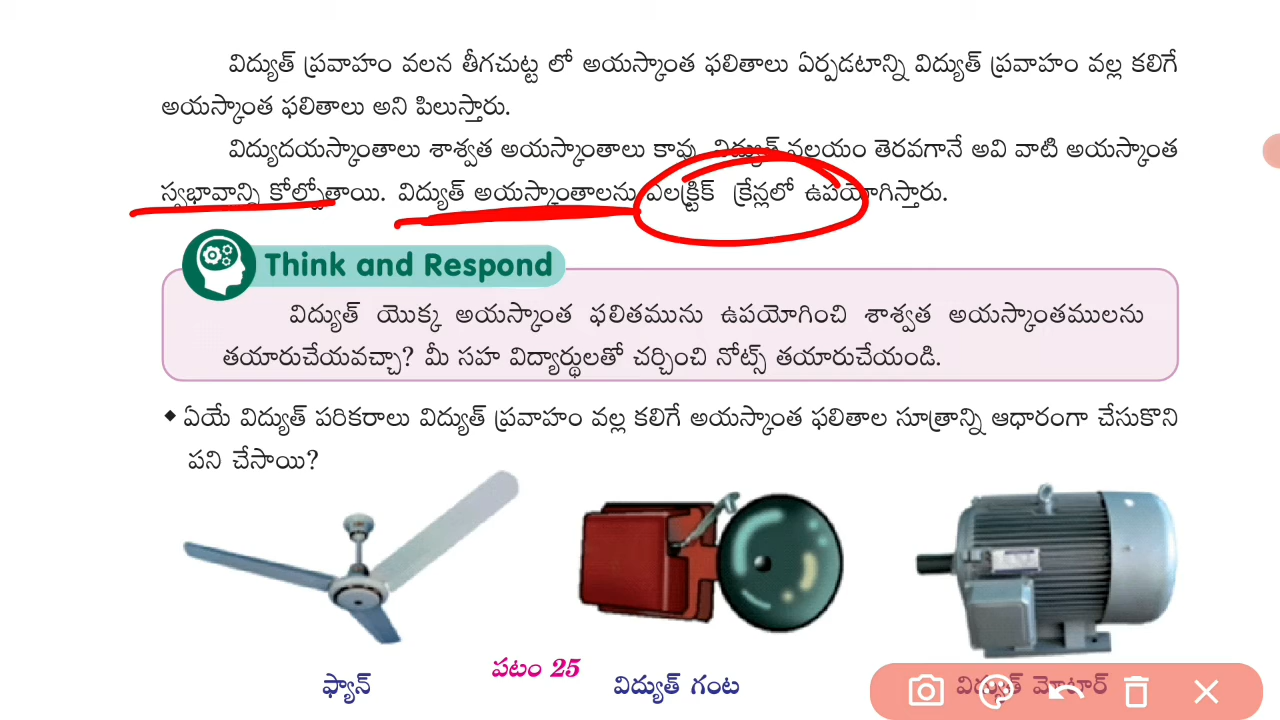 విద్యుత్ ప్రవాహం వలన తీగచుట్ట లో అయస్కాంత ఫలితాలు ఏర్పడటాన్ని విద్యుత్ ప్రవాహం వల్ల కలిగే
అయస్కాంత ఫలితాలు అని పిలుస్తారు.
విద్యుదయస్కాంతాలు శాశ్వత అయస్కాంతాలు కావు. విద్యుత్ వలయం తెరవగానే అవి వాటి అయస్కాంత
స్వభావాన్ని కోల్పోతాయి. విద్యుత్ అయస్కాంతాలను ఎలక్ట్రిక్ క్రేన్లలో ఉపయోగిస్తారు.
Think and Respond
విద్యుత్ యొక్క అయస్కాంత ఫలితమును ఉపయోగించి శాశ్వత అయస్కాంతములను
తయారుచేయవచ్చా? మీ సహ విద్యార్థులతో చర్చించి నోట్స్ తయారుచేయండి.
◆ ఏయే విద్యుత్ పరికరాలు విద్యుత్ ప్రవాహం వల్ల కలిగే అయస్కాంత ఫలితాల సూత్రాన్ని ఆధారంగా చేసుకొని
పని చేసాయి?
పటం 25
ఫ్యాన్ విద్యుత్ గంట విద్యుత్ మోటార్